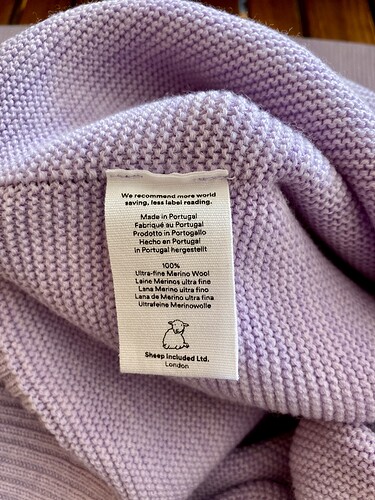 We recommend more world
saving, less label reading.
Made in Portugal
Fabriqué au Portugal
Prodotto in Portogallo
Hecho en Portugal
in Portugal hergestellt
100%
Ultra-fine Merino Wool
Laine Mérinos ultra fine
Lana Merino ultra fino
Lana de Merino ultra fina
Ultrafeine Merinowolle
Sheep Included Ltd.
London